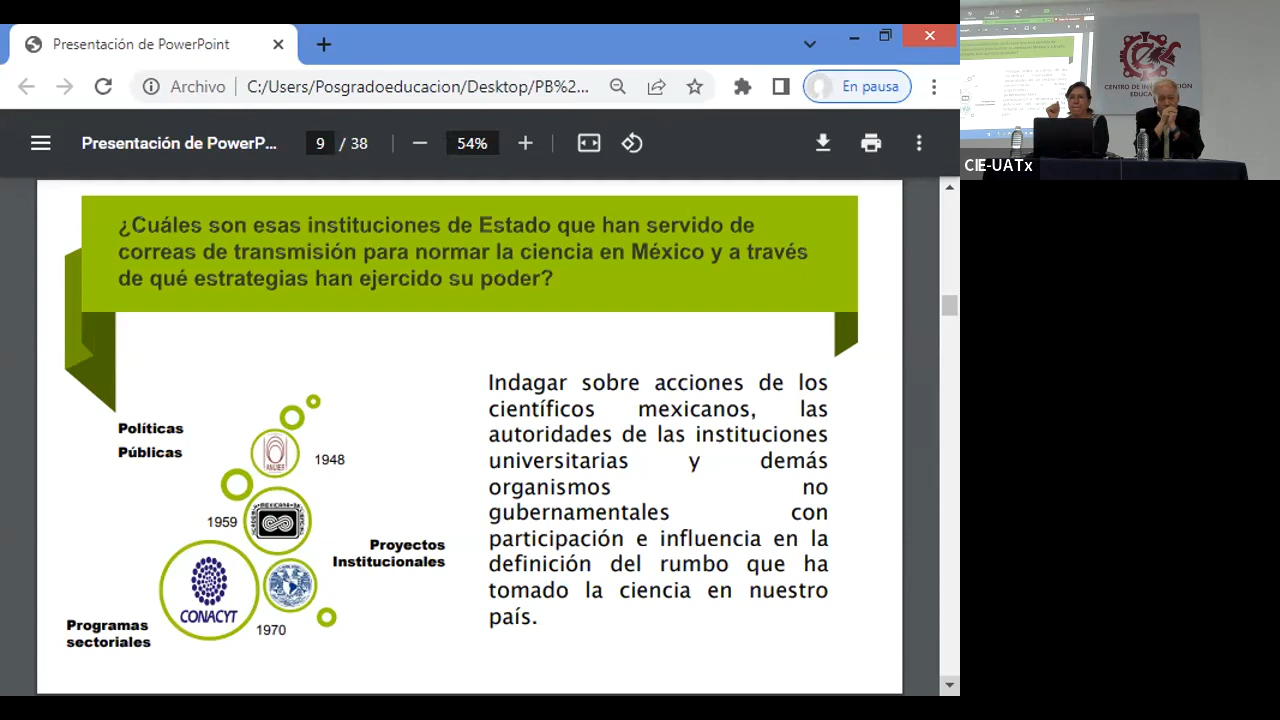 Presentación de PowerPoint
Archivo
C:/Users/Posgradoeducacion/Desktop/PB%2...
En pausa
Presentación de PowerP...
9 / 38
54%
¿Cuáles son esas instituciones de Estado que han servido de
correas de transmisión para normar la ciencia en México y a través
de qué estrategias han ejercido su poder?
Políticas
Públicas
ANUIES
1948
1959
Proyectos
Institucionales
CONACYT
1970
Programas
sectoriales
Indagar sobre acciones de los
científicos mexicanos, las
autoridades de las instituciones
universitarias y demás
organismos no
gubernamentales con
participación e influencia en la
definición del rumbo que ha
tomado la ciencia en nuestro
país.
CENTRO DE
CIE-UATx